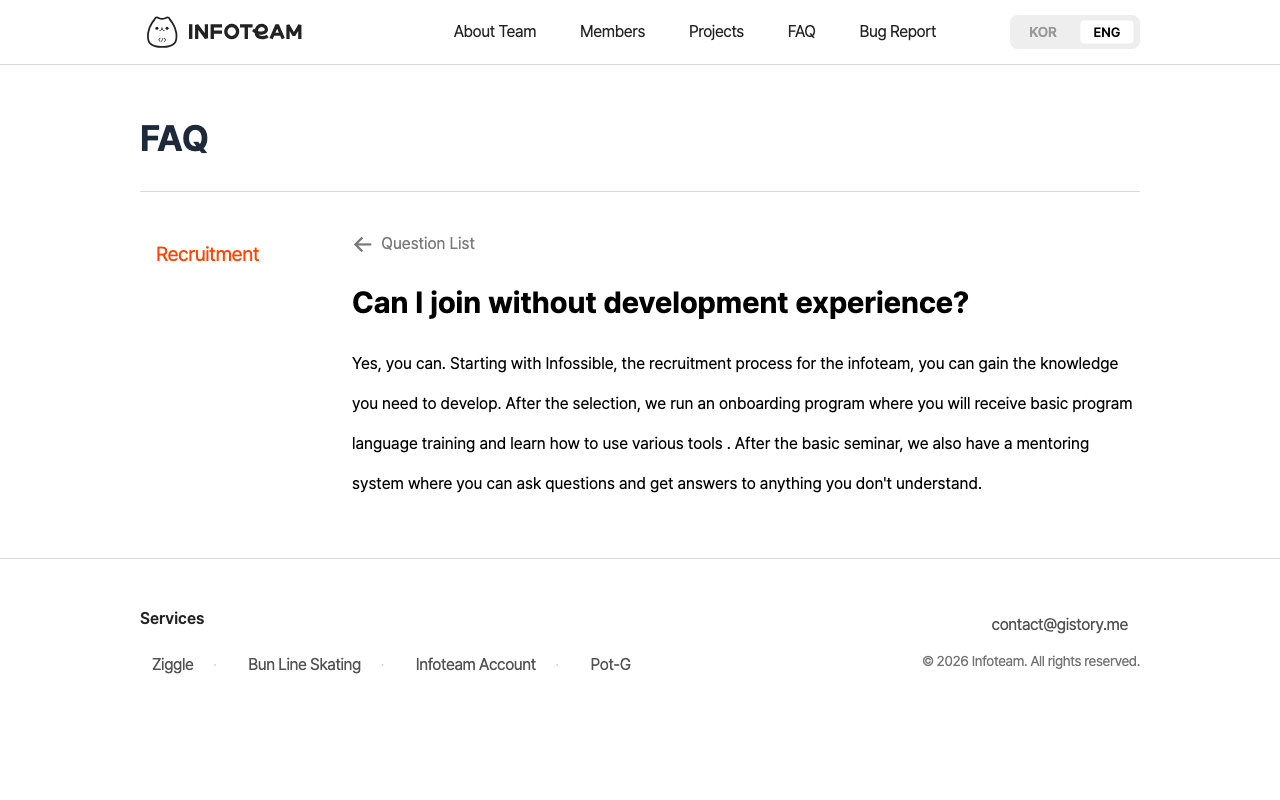 INFOTEAM
About Team
Members
Projects
FAQ
Bug Report
KOR
ENG
FAQ
Recruitment
Question List
Can I join without development experience?
Yes, you can. Starting with Infossible, the recruitment process for the infoteam, you can gain the knowledge
you need to develop. After the selection, we run an onboarding program where you will receive basic program
language training and learn how to use various tools . After the basic seminar, we also have a mentoring
system where you can ask questions and get answers to anything you don't understand.
Services
Ziggle · Bun Line Skating · Infoteam Account · Pot-G
contact@gistory.me
© 2026 Infoteam. All rights reserved.